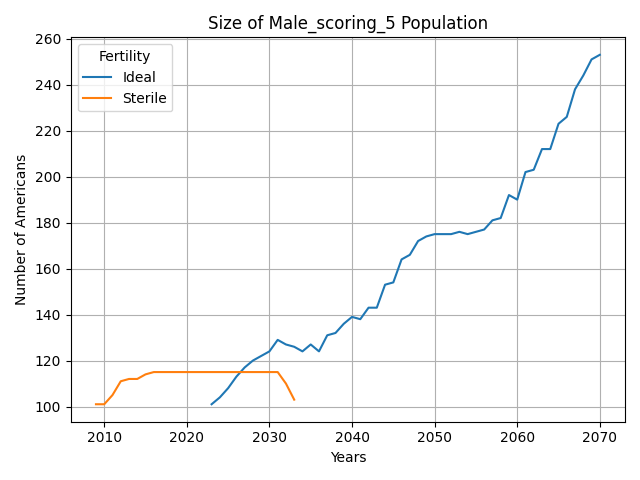 Size of Male_scoring_5 Population
Fertility
Ideal
Sterile
Number of Americans
260
240
220
200
180
160
140
120
100
2010
2020
2030
2040
2050
2060
2070
Years